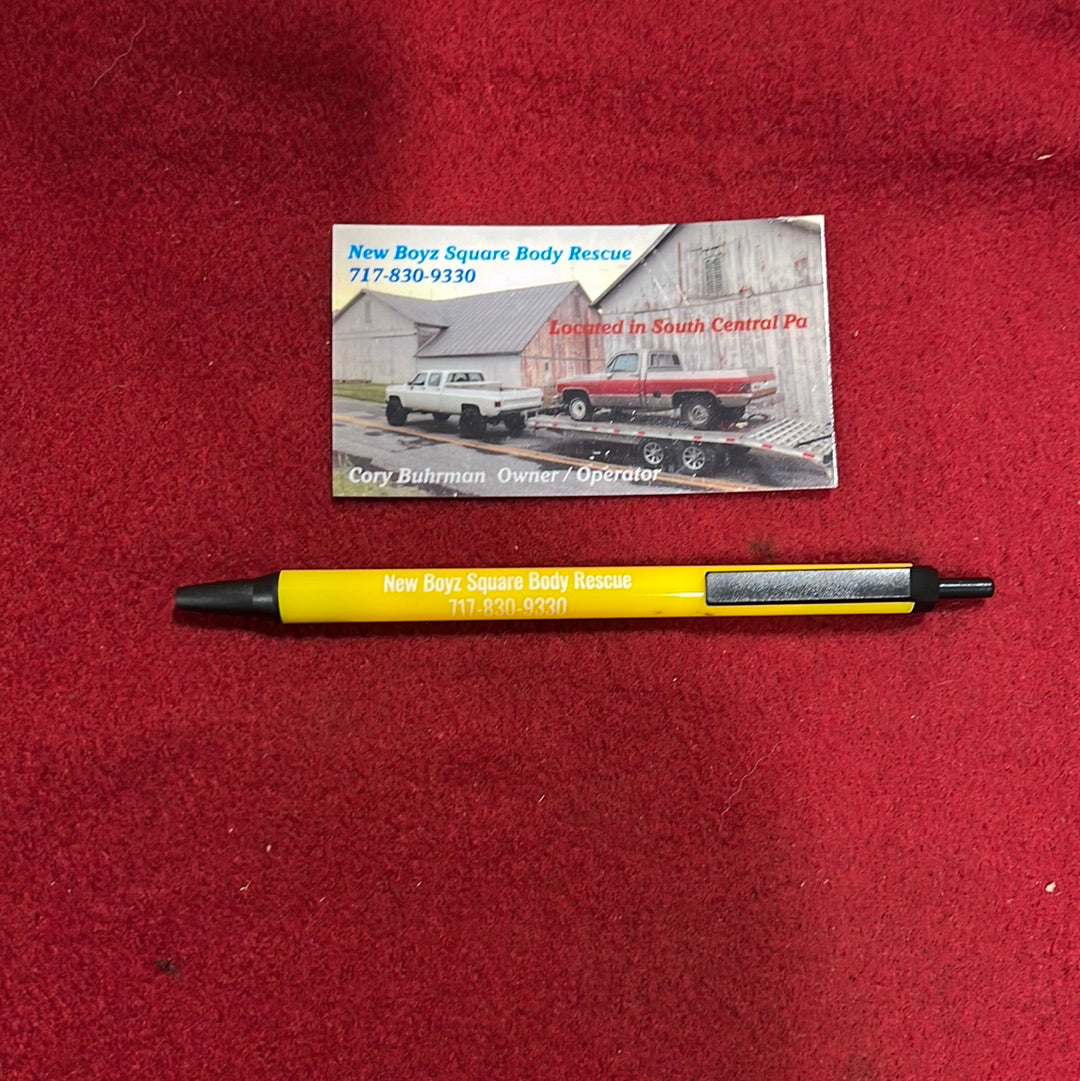 New Boyz Square Body Rescue
717-830-9330
Located in South Central Pa
Cory Buhrman Owner / Operator
New Boyz Square Body Rescue
717-830-9330